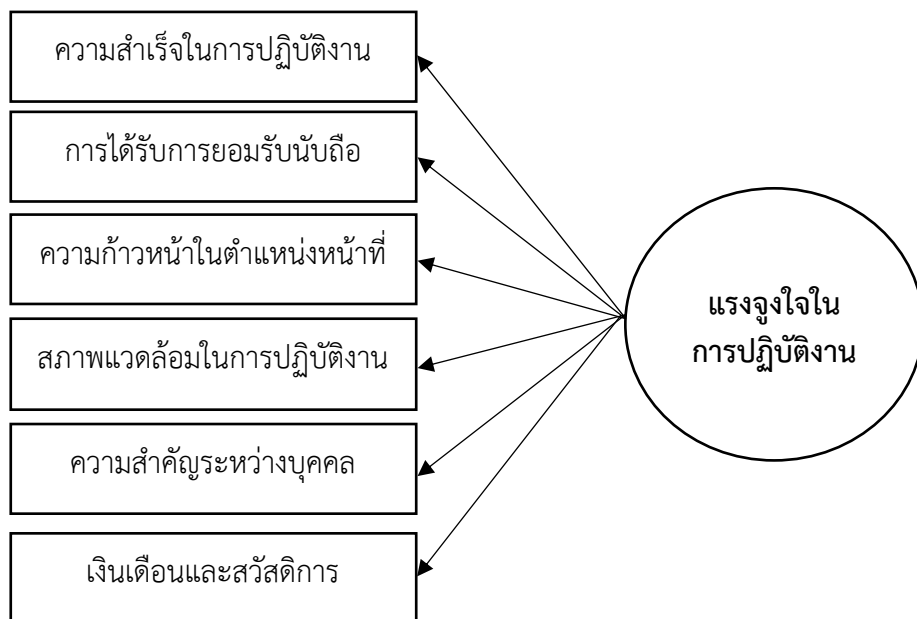 ความสำเร็จในการปฏิบัติงาน
การได้รับการยอมรับนับถือ
ความก้าวหน้าในตำแหน่งหน้าที่
สภาพแวดล้อมในการปฏิบัติงาน
ความสำคัญระหว่างบุคคล
เงินเดือนและสวัสดิการ
แรงจูงใจใน
การปฏิบัติงาน